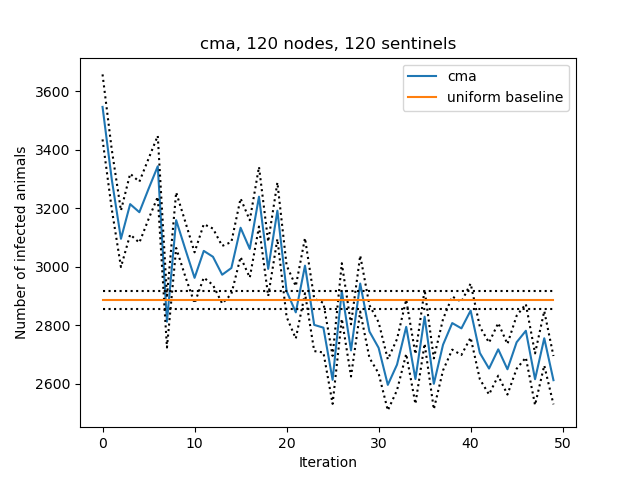 cma, 120 nodes, 120 sentinels
cma
uniform baseline
Number of infected animals
3600
3400
3200
3000
2800
2600
0 10 20 30 40 50
Iteration